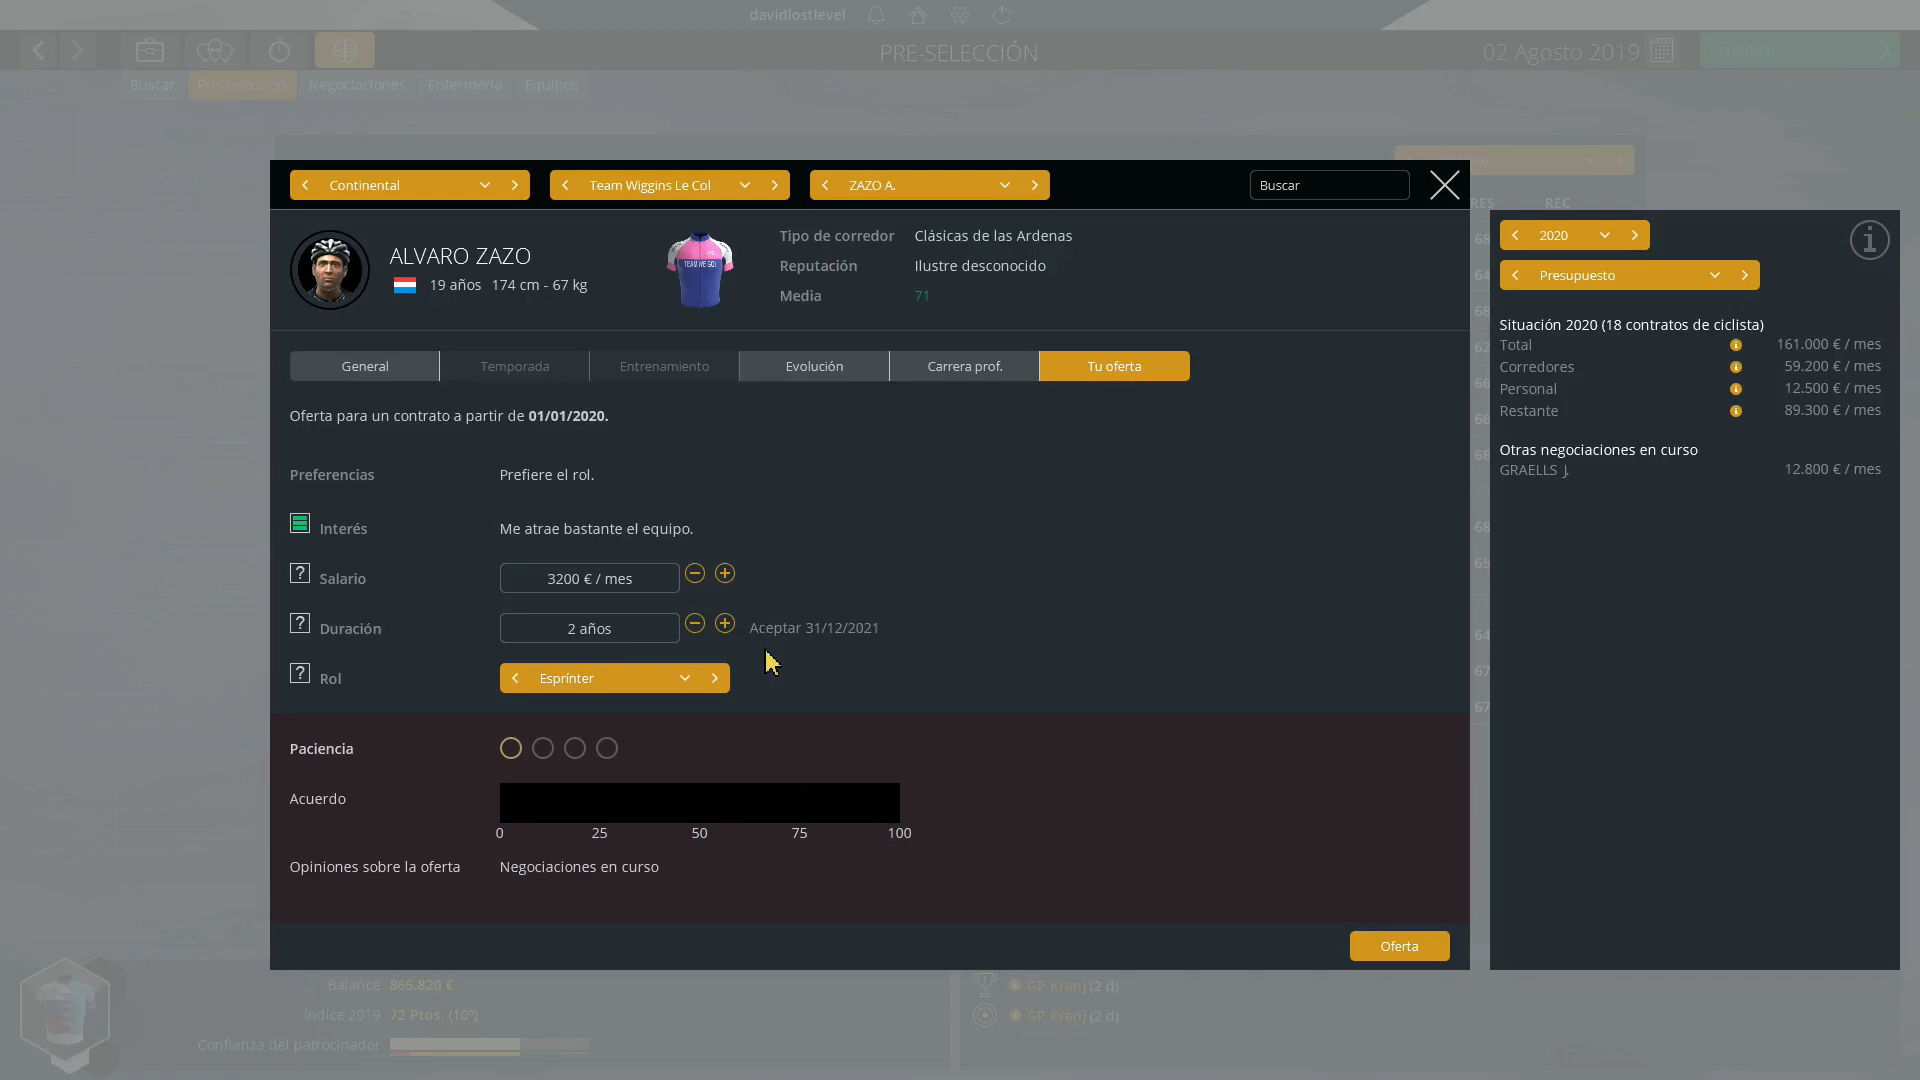 davidlostlevel
PRE-SELECCIÓN
02 Agosto 2019
Buscar
Pre-selección
Negociaciones
Enfermería
Equipos
Continental
Team Wiggins Le Col
ZAZO A.
Buscar
RES
REC
ALVARO ZAZO
19 años 174 cm - 67 kg
TEAM WE GO!
Tipo de corredor Clásicas de las Ardenas
Reputación Ilustre desconocido
Media 71
General
Temporada
Entrenamiento
Evolución
Carrera prof.
Tu oferta
Oferta para un contrato a partir de 01/01/2020.
Preferencias Prefiere el rol.
Interés Me atrae bastante el equipo.
? Salario 3200 € / mes
? Duración 2 años Aceptar 31/12/2021
? Rol Esprínter
Paciencia
Acuerdo
0 25 50 75 100
Opiniones sobre la oferta Negociaciones en curso
Oferta
2020
Presupuesto
Situación 2020 (18 contratos de ciclista)
Total 161.000 € / mes
Corredores 59.200 € / mes
Personal 12.500 € / mes
Restante 89.300 € / mes
Otras negociaciones en curso
GRAELLS J. 12.800 € / mes
Balance 865.820 €
Índice 2019 72 Ptos. (10º)
Confianza del patrocinador
GP Kranj (2 d)
GP Kranj (2 d)